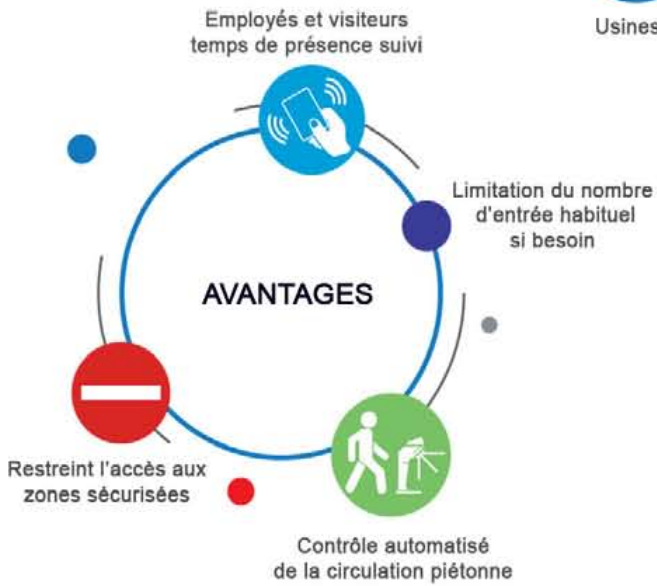 Employés et visiteurs
temps de présence suivi
Usines
Limitation du nombre
d'entrée habituel
si besoin
AVANTAGES
Restreint l'accès aux
zones sécurisées
Contrôle automatisé
de la circulation piétonne